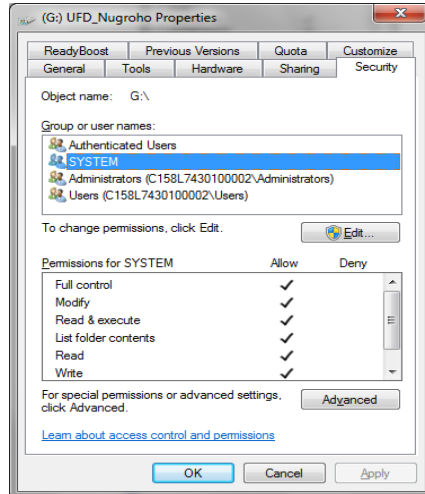 (G:) UFD_Nugroho Properties
ReadyBoost Previous Versions Quota Customize
General Tools Hardware Sharing Security
Object name: G:\
Group or user names:
Authenticated Users
SYSTEM
Administrators (C158L7430100002\Administrators)
Users (C158L7430100002\Users)
To change permissions, click Edit. Edit...
Permissions for SYSTEM Allow Deny
Full control
Modify
Read & execute
List folder contents
Read
Write
For special permissions or advanced settings, Advanced
click Advanced.
Learn about access control and permissions
OK Cancel Apply